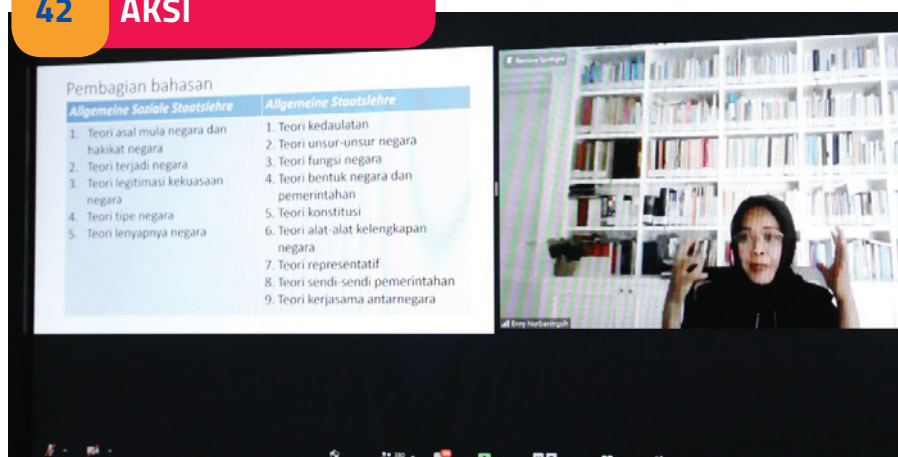 42 AKSI
Pembagian bahasan
Allgemeine Soziale Staatslehre
1. Teori asal mula negara dan
hakikat negara
2. Teori terjadi negara
3. Teori legitimasi kekuasaan
negara
4. Teori tipe negara
5. Teori lenyapnya negara
Allgemeine Staatslehre
1. Teori kedaulatan
2. Teori unsur-unsur negara
3. Teori fungsi negara
4. Teori bentuk negara dan
pemerintahan
5. Teori konstitusi
6. Teori alat-alat kelengkapan
negara
7. Teori representatif
8. Teori sendi-sendi pemerintahan
9. Teori kerjasama antarnegara
Remove Spotlight
Enny Nurbaningsih
380